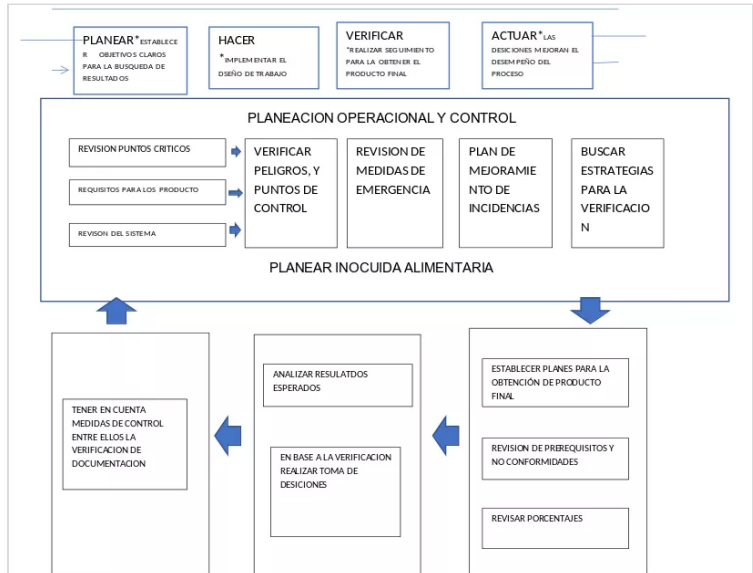 PLANEAR*ESTABLECE
R OBJETIVOS CLAROS
PARA LA BUSQUEDA DE
RESULTADOS
HACER
*IMPLEMENTAR EL
DSEÑO DE TRABAJO
VERIFICAR
*REALIZAR SEGUIMIENTO
PARA LA OBTENER EL
PRODUCTO FINAL
ACTUAR*LAS
DESICIONES MEJORAN EL
DESEMPEÑO DEL
PROCESO
PLANEACION OPERACIONAL Y CONTROL
REVISION PUNTOS CRITICOS
REQUISITOS PARA LOS PRODUCTO
REVISON DEL SISTEMA
VERIFICAR
PELIGROS, Y
PUNTOS DE
CONTROL
REVISION DE
MEDIDAS DE
EMERGENCIA
PLAN DE
MEJORAMIE
NTO DE
INCIDENCIAS
BUSCAR
ESTRATEGIAS
PARA LA
VERIFICACIO
N
PLANEAR INOCUIDA ALIMENTARIA
TENER EN CUENTA
MEDIDAS DE CONTROL
ENTRE ELLOS LA
VERIFICACION DE
DOCUMENTACION
ANALIZAR RESULATDOS
ESPERADOS
EN BASE A LA VERIFICACION
REALIZAR TOMA DE
DESICIONES
ESTABLECER PLANES PARA LA
OBTENCIÓN DE PRODUCTO
FINAL
REVISION DE PREREQUISITOS Y
NO CONFORMIDADES
REVISAR PORCENTAJES